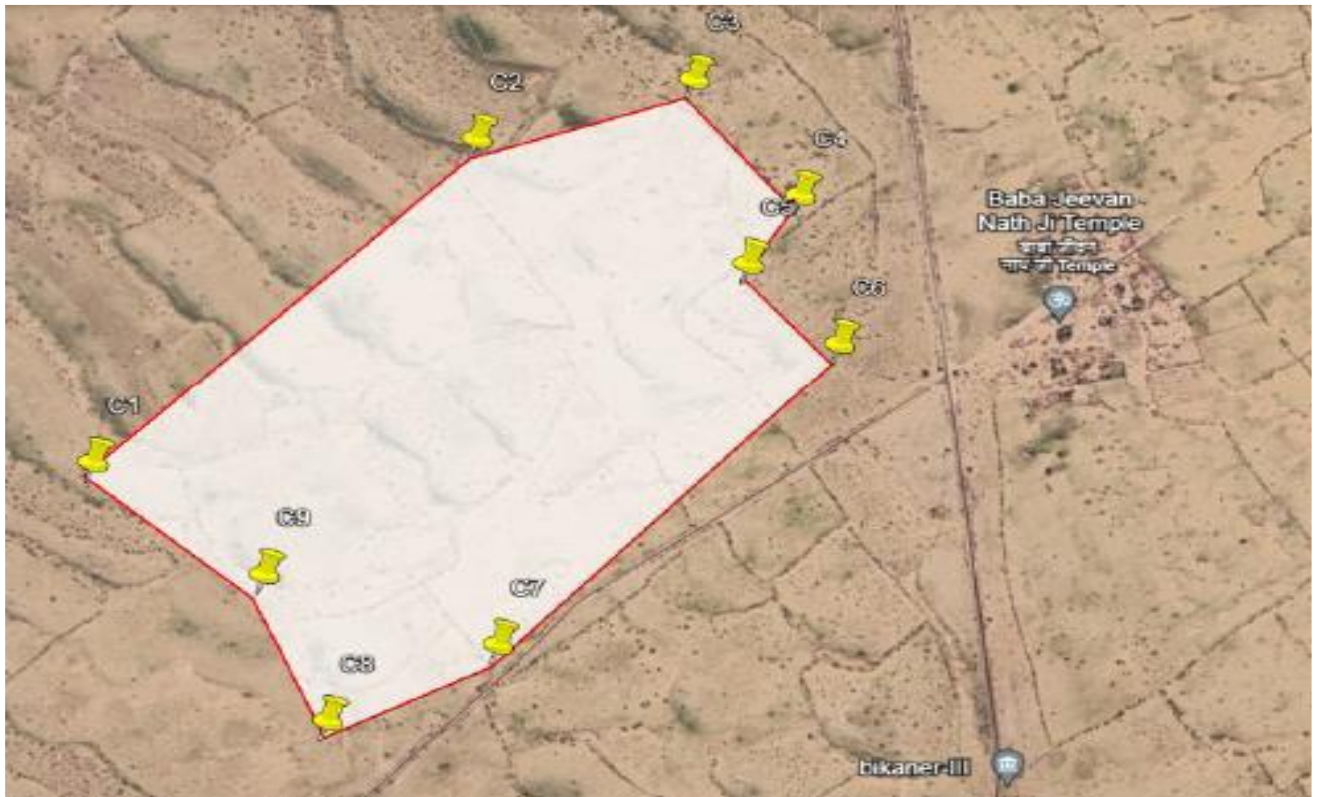 C3
C2
C4
C5
Baba Jeevan
Nath Ji Temple
बाबा जीवन
नाथ जी Temple
C6
C1
C9
C7
C8
bikaner-III